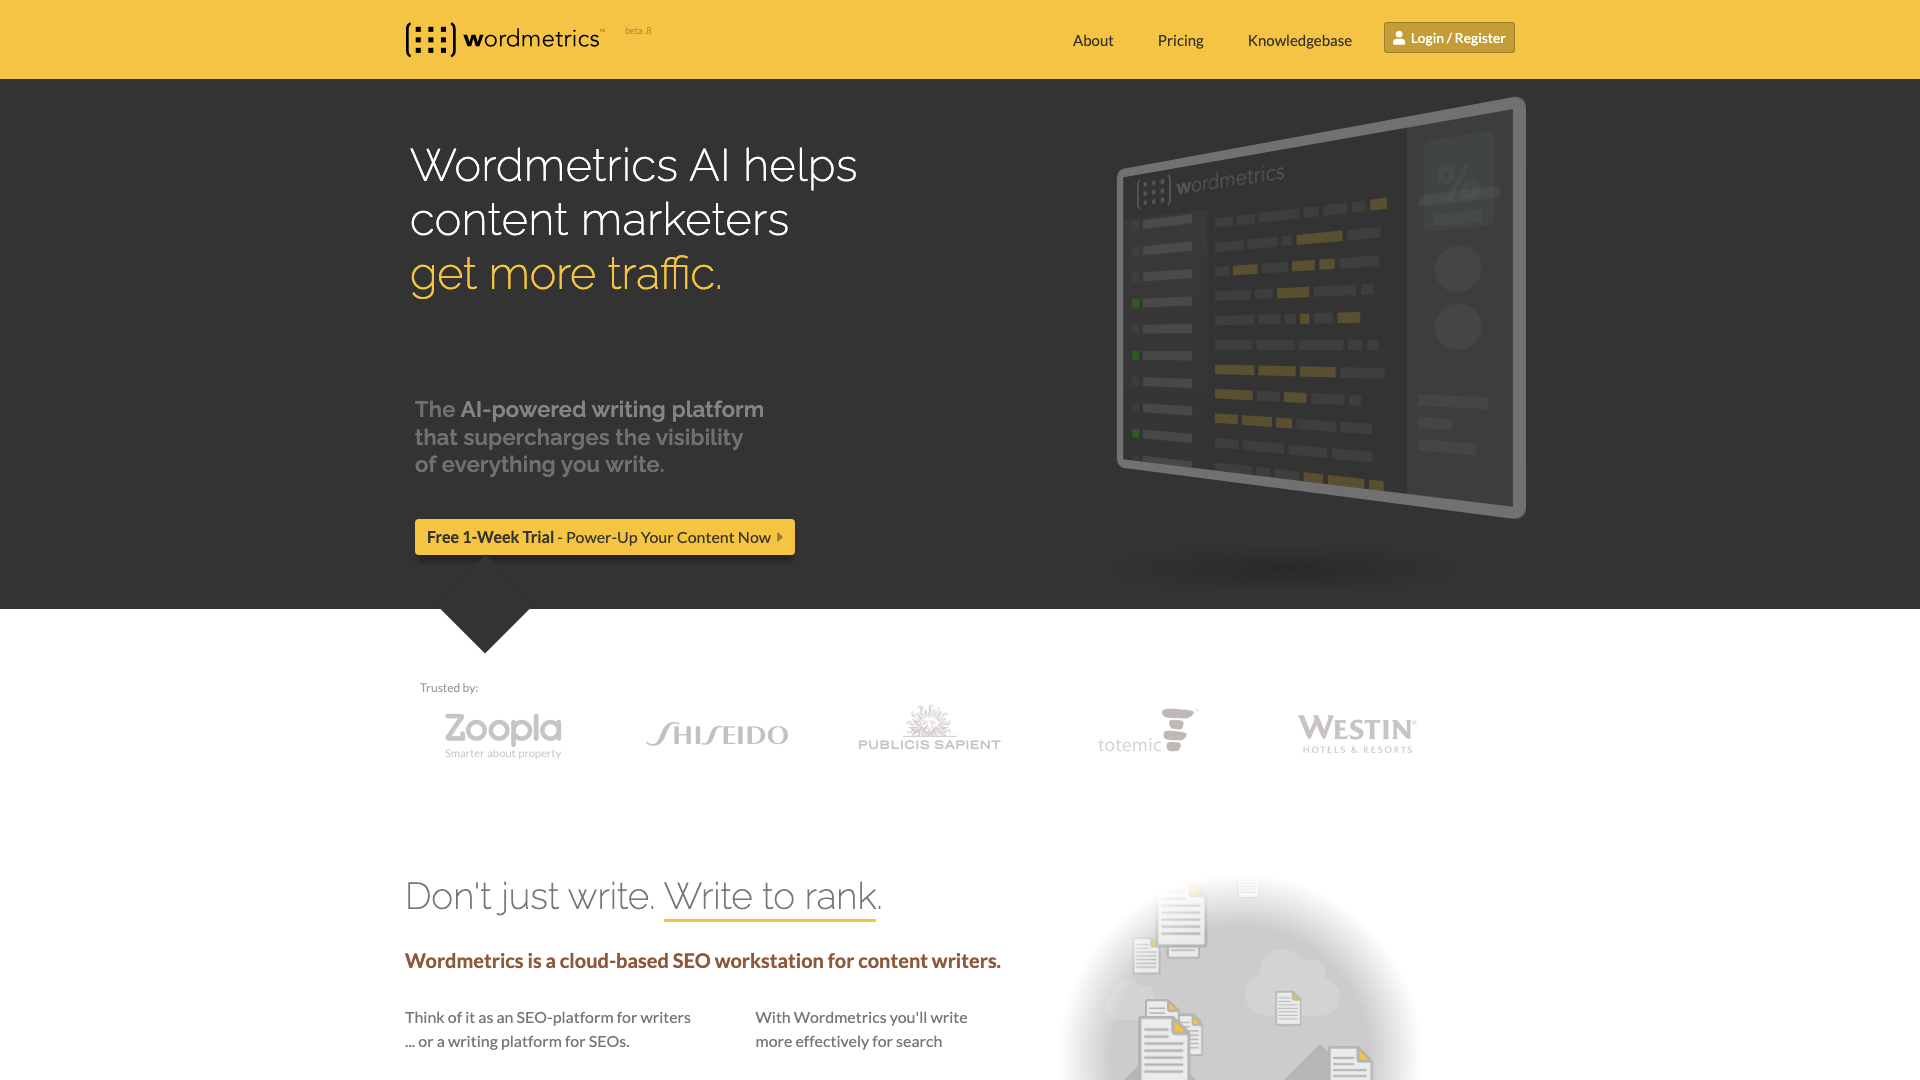 wordmetrics™
beta .8
About
Pricing
Knowledgebase
Login / Register
Wordmetrics AI helps
content marketers
get more traffic.
wordmetrics
%
The AI-powered writing platform
that supercharges the visibility
of everything you write.
Free 1-Week Trial - Power-Up Your Content Now
Trusted by:
Zoopla
Smarter about property
SHISEIDO
PUBLICIS SAPIENT
totemic
WESTIN®
HOTELS & RESORTS
Don't just write. Write to rank.
Wordmetrics is a cloud-based SEO workstation for content writers.
Think of it as an SEO-platform for writers
... or a writing platform for SEOs.
With Wordmetrics you'll write
more effectively for search